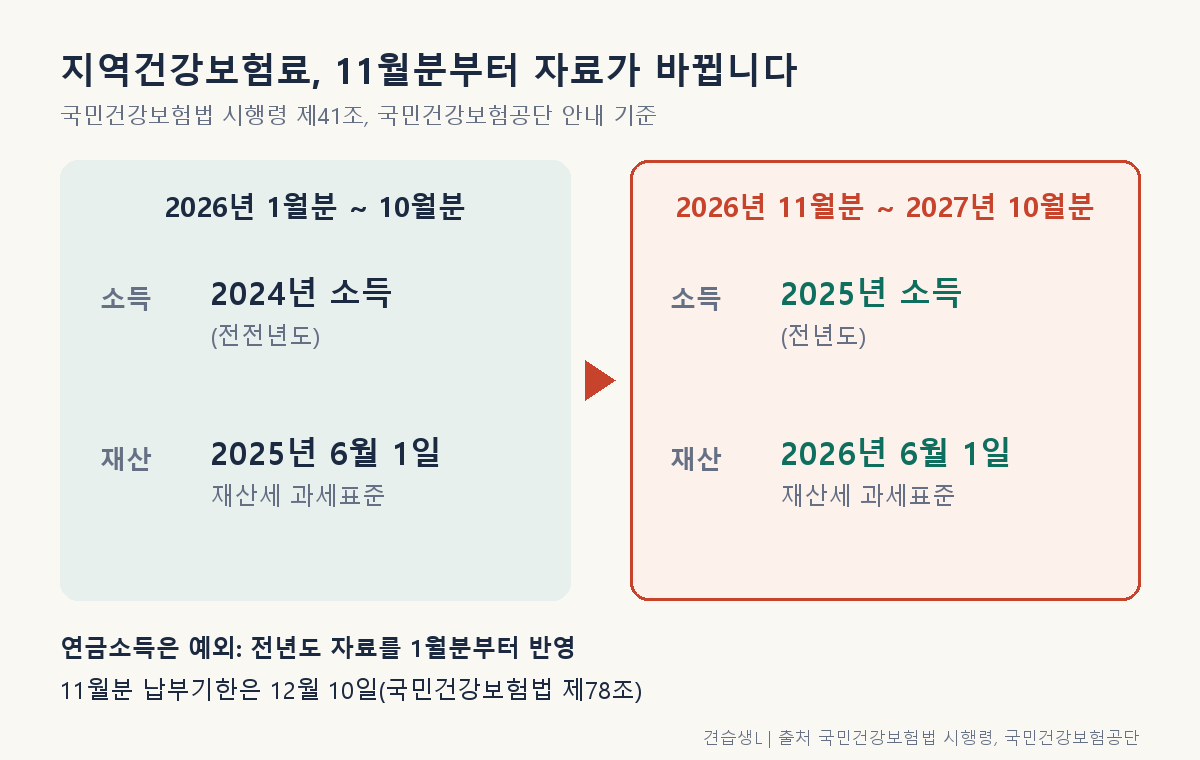 지역건강보험료, 11월분부터 자료가 바뀝니다
국민건강보험법 시행령 제41조, 국민건강보험공단 안내 기준
2026년 1월분 ~ 10월분
소득
2024년 소득
(전전년도)
재산
2025년 6월 1일
재산세 과세표준
2026년 11월분 ~ 2027년 10월분
소득
2025년 소득
(전년도)
재산
2026년 6월 1일
재산세 과세표준
연금소득은 예외: 전년도 자료를 1월분부터 반영
11월분 납부기한은 12월 10일(국민건강보험법 제78조)
견습생L | 출처 국민건강보험법 시행령, 국민건강보험공단